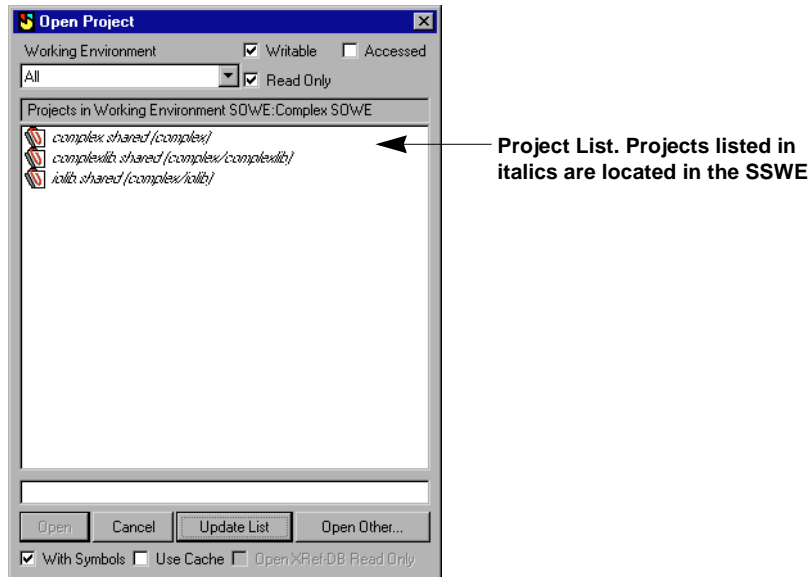 Open Project
Working Environment
Writable
Accessed
All
Read Only
Projects in Working Environment SOWE:Complex SOWE
complex.shared (complex)
complexlib.shared (complex/complexlib)
iolib.shared (complex/iolib)
Project List. Projects listed in
italics are located in the SSWE
Open
Cancel
Update List
Open Other...
With Symbols
Use Cache
Open XRef-DB Read Only